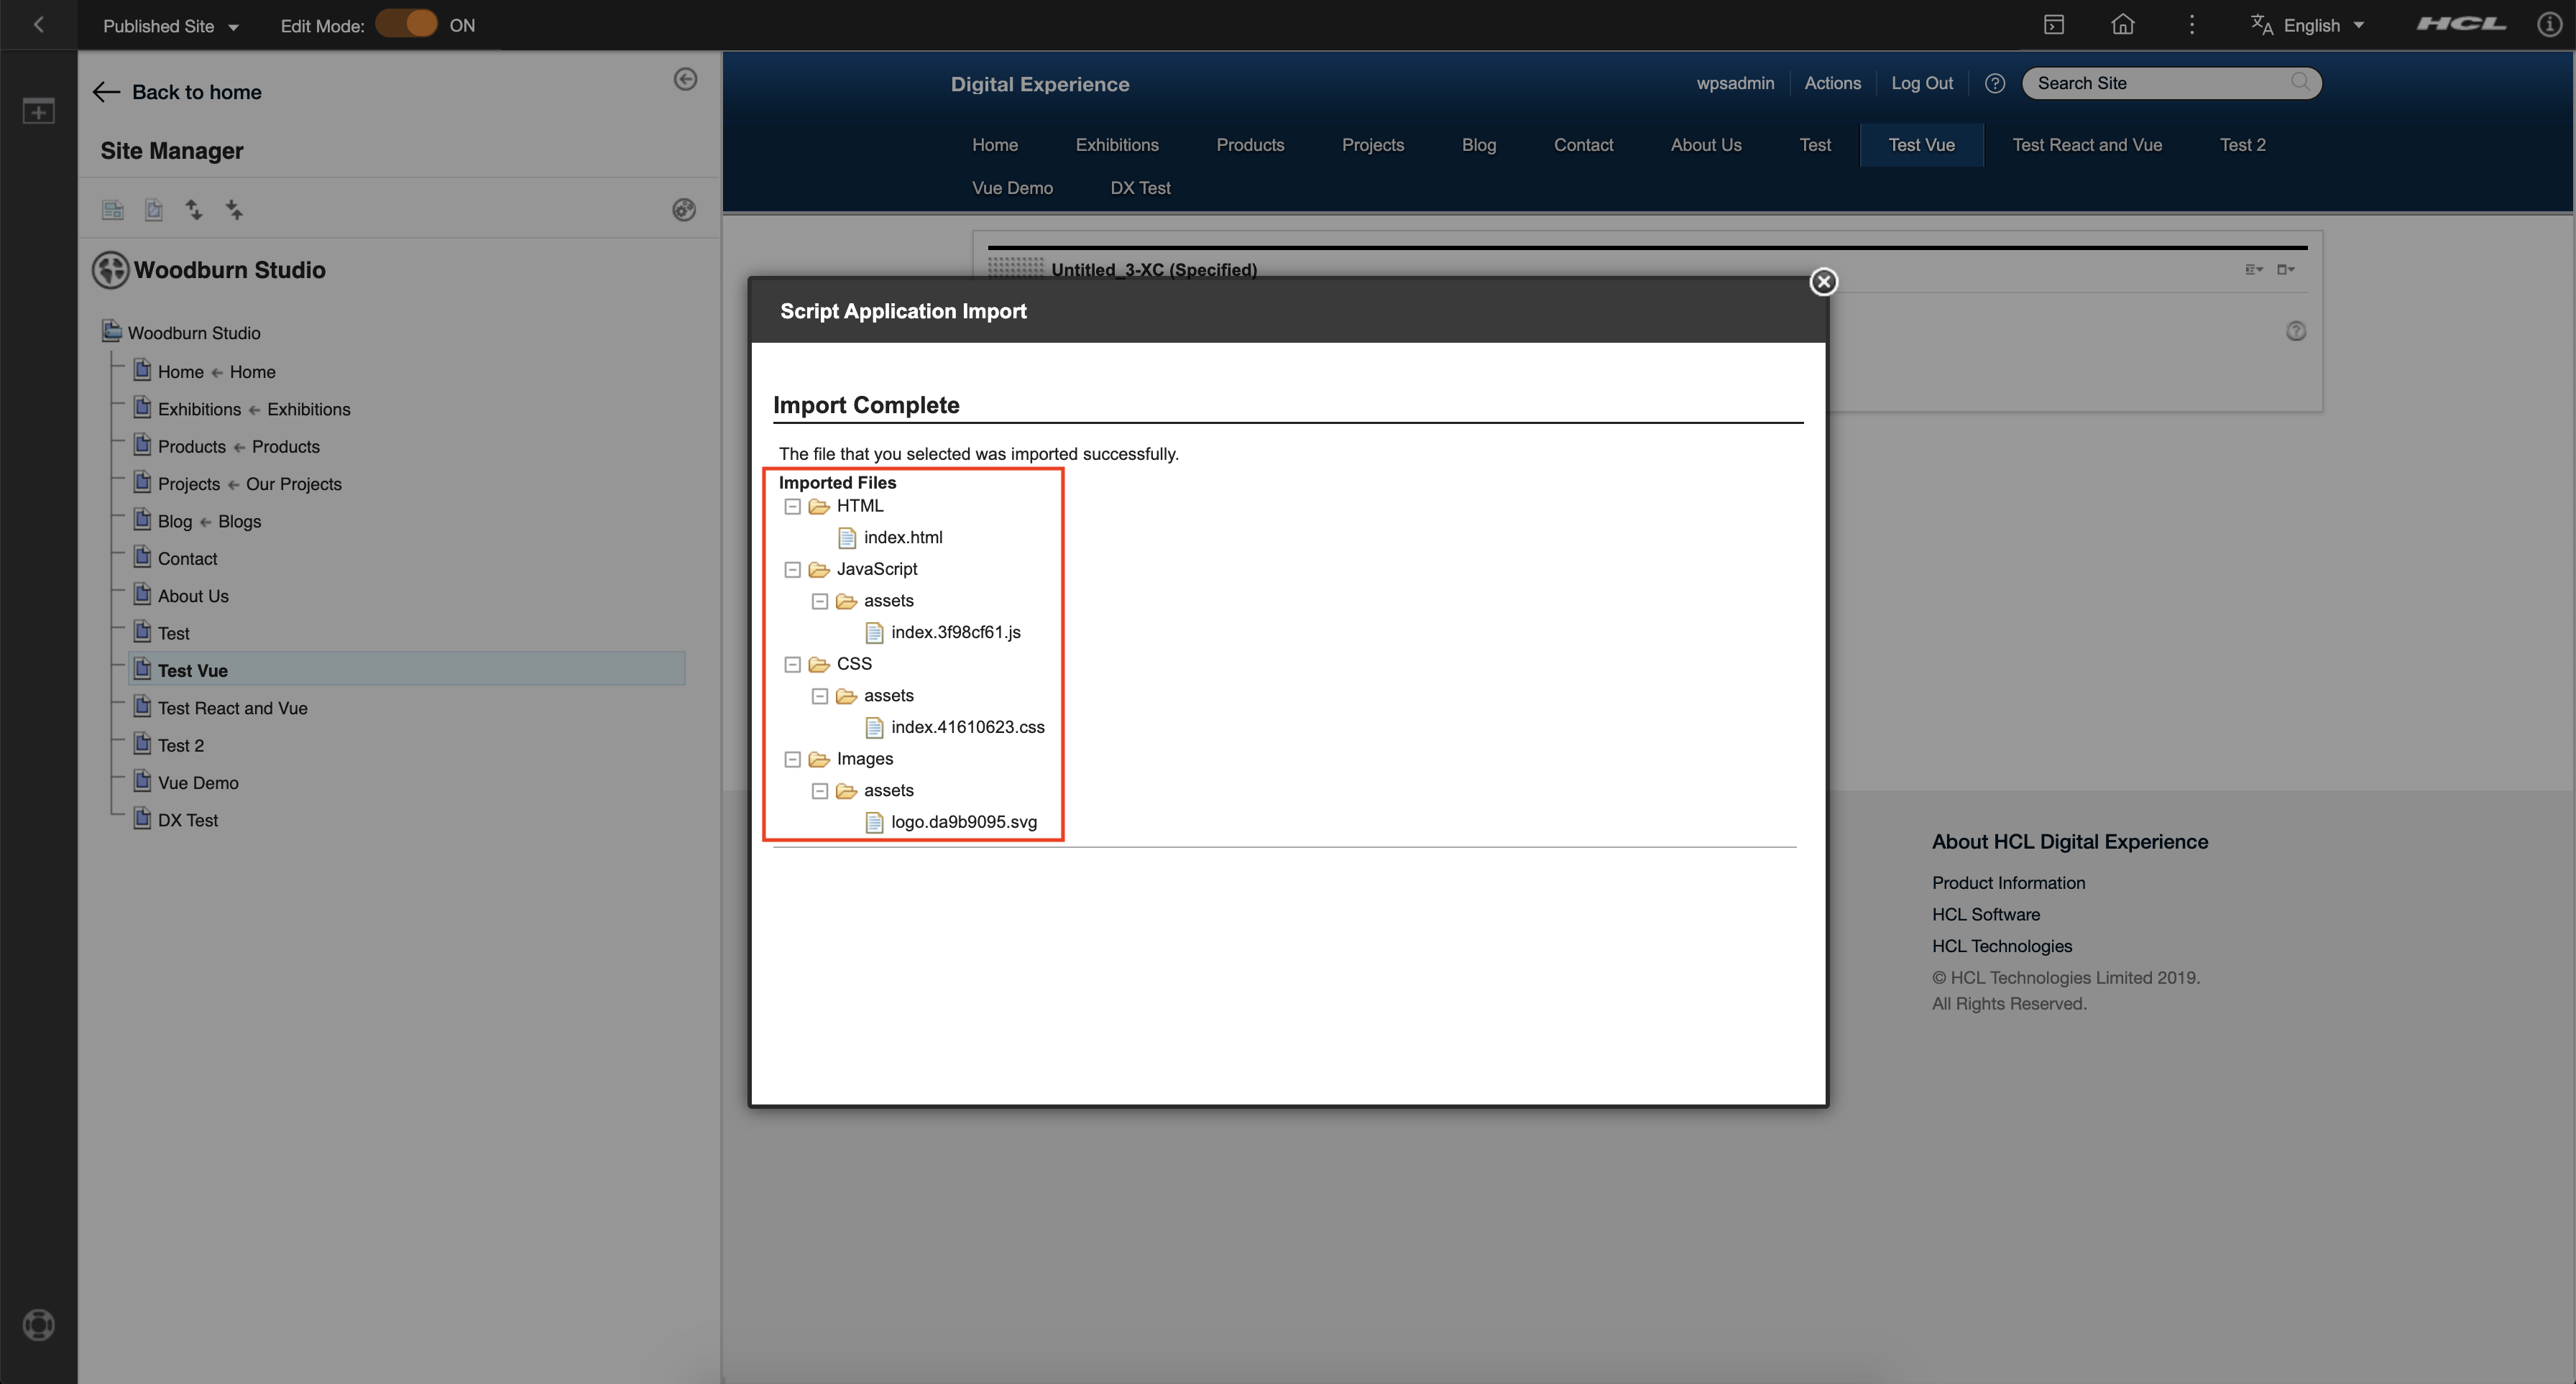 Published Site
Edit Mode:
ON
English
HCL
Back to home
Site Manager
Woodburn Studio
Woodburn Studio
Home ← Home
Exhibitions ← Exhibitions
Products ← Products
Projects ← Our Projects
Blog ← Blogs
Contact
About Us
Test
Test Vue
Test React and Vue
Test 2
Vue Demo
DX Test
Digital Experience
wpsadmin
Actions
Log Out
Search Site
Home
Exhibitions
Products
Projects
Blog
Contact
About Us
Test
Test Vue
Test React and Vue
Test 2
Vue Demo
DX Test
Untitled_3-XC (Specified)
Script Application Import
Import Complete
The file that you selected was imported successfully.
Imported Files
HTML
index.html
JavaScript
assets
index.3f98cf61.js
CSS
assets
index.41610623.css
Images
assets
logo.da9b9095.svg
About HCL Digital Experience
Product Information
HCL Software
HCL Technologies
© HCL Technologies Limited 2019.
All Rights Reserved.